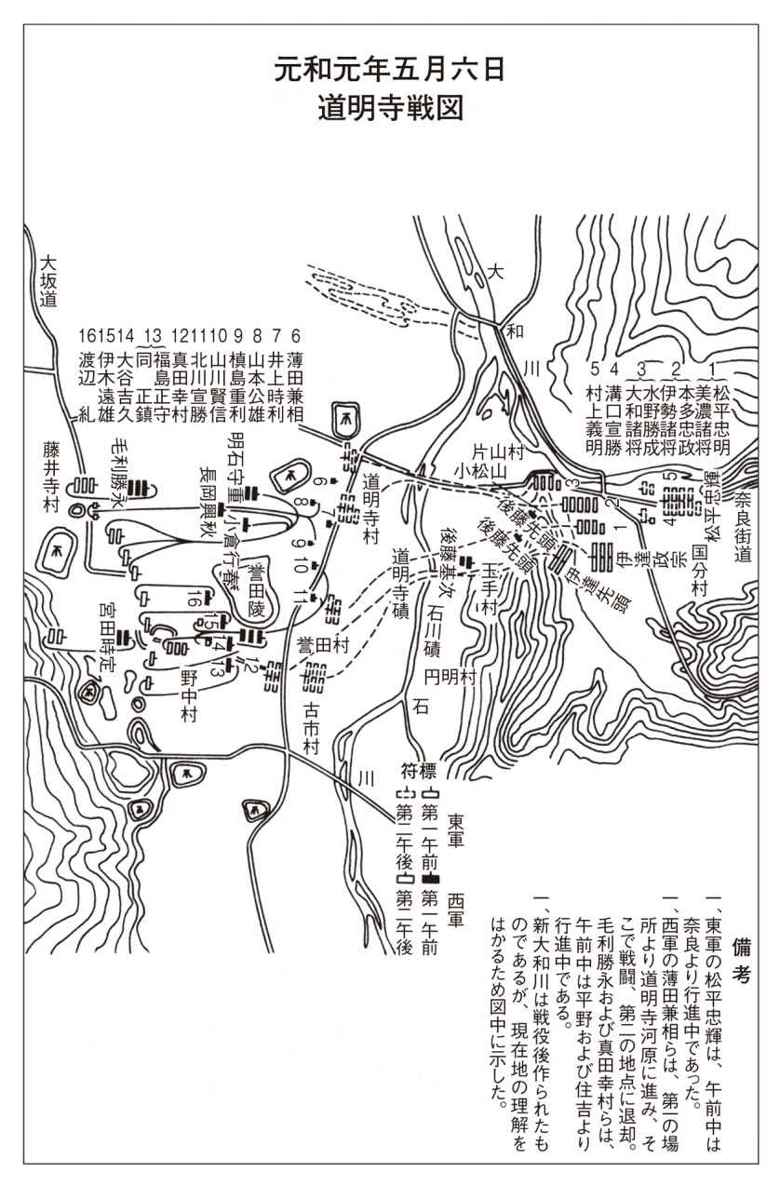 元和元年五月六日
道明寺戦図
大坂道
大
和
川
1 松平忠明
美濃諸将
2 本多忠政
伊勢諸将
3 水野勝成
大和諸将
4 溝口宣勝
5 村上義明
6 薄田兼相
7 井上時利
8 山本公雄
9 槙島重利
10 山川賢信
11 北川宣勝
12 真田幸村
13 福島正守
同 正鎮
14 大谷吉久
15 伊木遠雄
16 渡辺 糺
奈良街道
松平忠輝
5
4
3
2
1
国分村
伊達政宗
伊達先頭
片山村
小松山
後藤先頭
後藤先頭
玉手村
後藤基次
道明寺村
道明寺磧
石川磧
円明村
石
川
誉田村
古市村
誉田陵
小倉行春
明石守重
長岡興秋
毛利勝永
藤井寺村
宮田時定
野中村
6
8
9
10
11
12
13
14
15
16
標符
東軍
第一午前
第二午後
西軍
第一午前
第二午後
備考
一、東軍の松平忠輝は、午前中は
奈良より行進中であった。
一、西軍の薄田兼相らは、第一の場
所より道明寺河原に進み、そ
こで戦闘、第二の地点に退却。
毛利勝永および真田幸村らは、
午前中は平野および住吉より
行進中である。
一、新大和川は戦役後作られたも
のであるが、現在地の理解を
はかるため図中に示した。